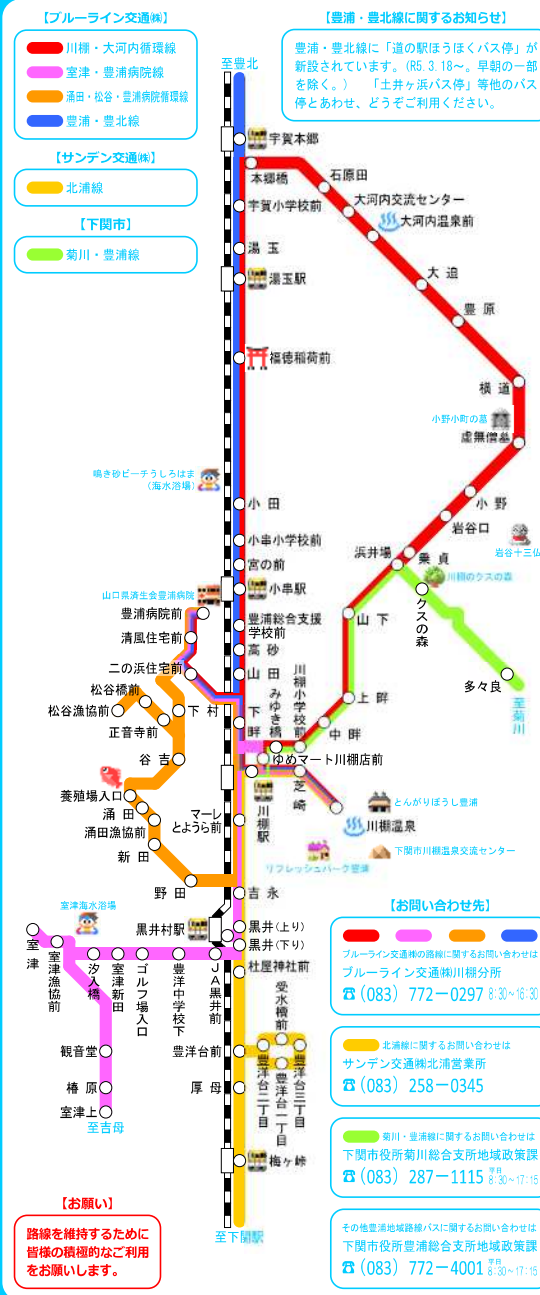 【ブルーライン交通㈱】
川棚・大河内循環線
室津・豊浦病院線
涌田・松谷・豊浦病院循環線
豊浦・豊北線
【サンデン交通㈱】
北浦線
【下関市】
菊川・豊浦線
【豊浦・豊北線に関するお知らせ】
豊浦・豊北線に「道の駅ほうほくバス停」が
新設されています。(R5.3.18～。早朝の一部
を除く。) 「土井ヶ浜バス停」等他のバス
停とあわせ、どうぞご利用ください。
至豊北
宇賀本郷
本郷橋
石原田
大河内交流センター
大河内温泉前
宇賀小学校前
湯玉
湯玉駅
大迫
豊原
福徳稲荷前
横道
小野小町の墓
虚無僧墓
鳴き砂ビーチうしろはま
(海水浴場)
小田
小野
岩谷口
岩谷十三仏
小串小学校前
宮の前
浜井場
乗貞
川棚のクスの森
クスの森
小串駅
山口県済生会豊浦病院
豊浦病院前
豊浦総合支援
学校前
山下
清風住宅前
高砂
二の浜住宅前
山田
川棚小学校前
みゆき橋
下畔
上畔
中畔
多々良
至菊川
松谷橋前
松谷漁協前
下村
正音寺前
谷吉
ゆめマート川棚店前
川棚駅
芝崎
とんがりぼうし豊浦
川棚温泉
下関市川棚温泉交流センター
リフレッシュパーク豊浦
養殖場入口
涌田
涌田漁協前
新田
マーレ
とようら前
野田
吉永
室津海水浴場
黒井村駅
黒井(上り)
黒井(下り)
室津
室津漁協前
汐入橋
室津新田
ゴルフ場入口
豊洋中学校下
JA黒井前
杜屋神社前
受水槽前
観音堂
豊洋台前
豊洋台二丁目
豊洋台一丁目
豊洋台三丁目
椿原
厚母
室津上
至吉母
梅ヶ峠
至下関駅
【お願い】
路線を維持するために
皆様の積極的なご利用
をお願いします。
【お問い合わせ先】
ブルーライン交通㈱の路線に関するお問い合わせは
ブルーライン交通㈱川棚分所
☎(083) 772-0297 8:30~16:30
北浦線に関するお問い合わせは
サンデン交通㈱北浦営業所
☎(083) 258-0345
菊川・豊浦線に関するお問い合わせは
下関市役所菊川総合支所地域政策課
☎(083) 287-1115 平日 8:30~17:15
その他豊浦地域路線バスに関するお問い合わせは
下関市役所豊浦総合支所地域政策課
☎(083) 772-4001 平日 8:30~17:15